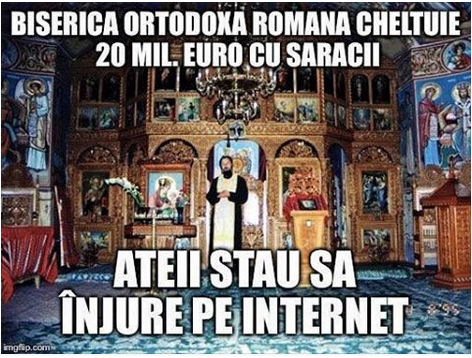 BISERICA ORTODOXA ROMANA CHELTUIE
20 MIL. EURO CU SARACII
ATEII STAU SA
ÎNJURE PE INTERNET
imgflip.com